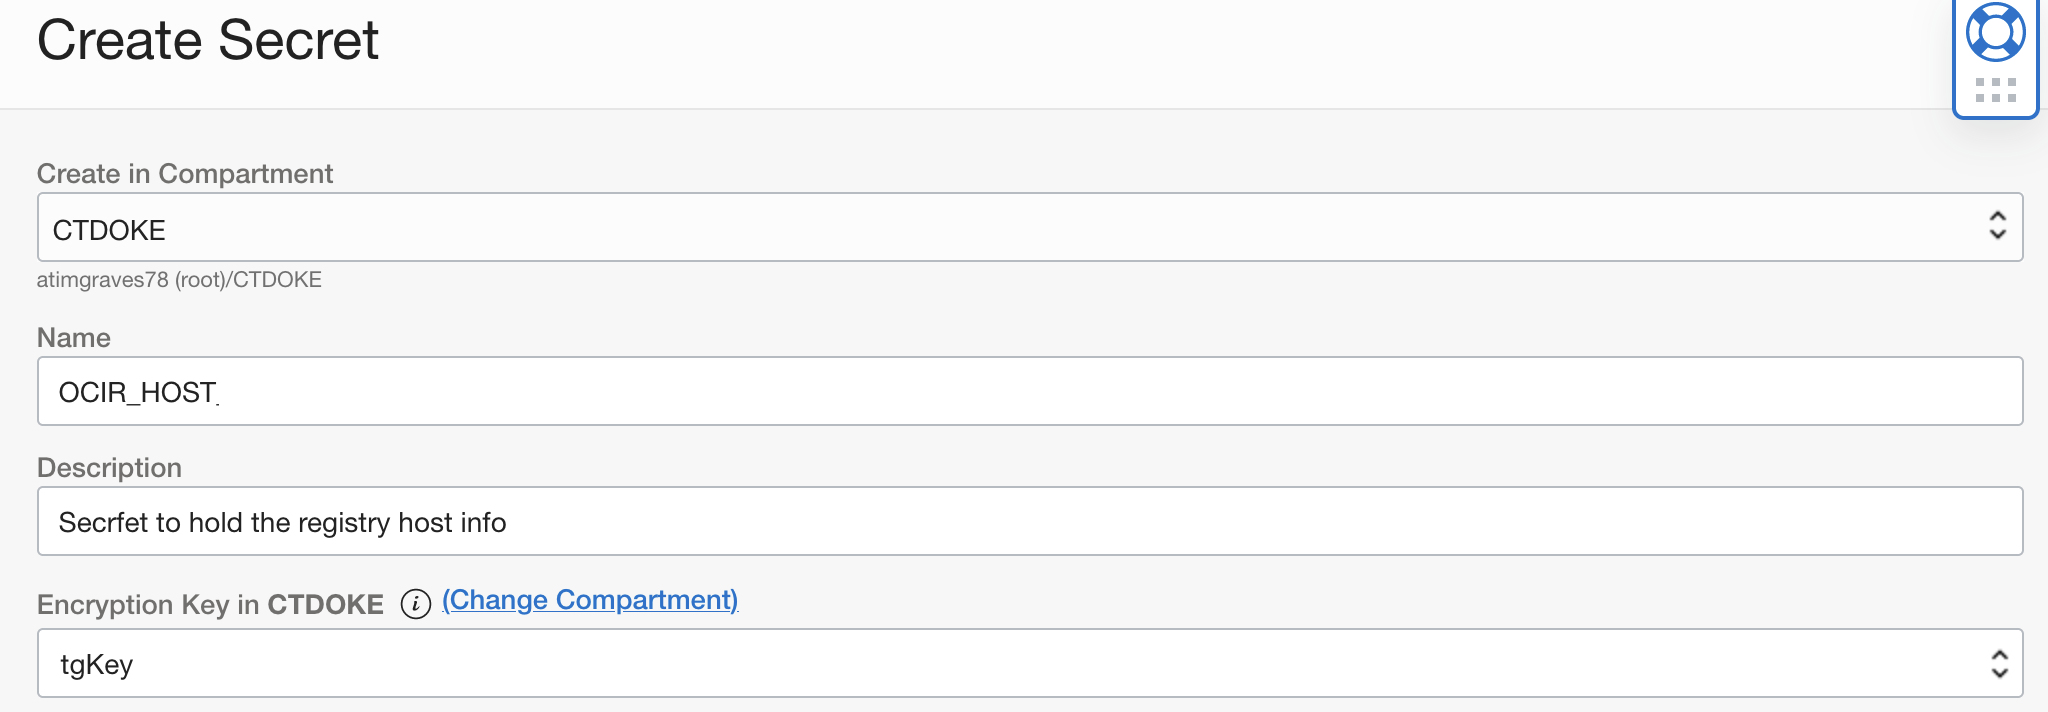 Create Secret
Create in Compartment
CTDOKE
atimgraves78 (root)/CTDOKE
Name
OCIR_HOST
Description
Secrfet to hold the registry host info
Encryption Key in CTDOKE i (Change Compartment)
tgKey